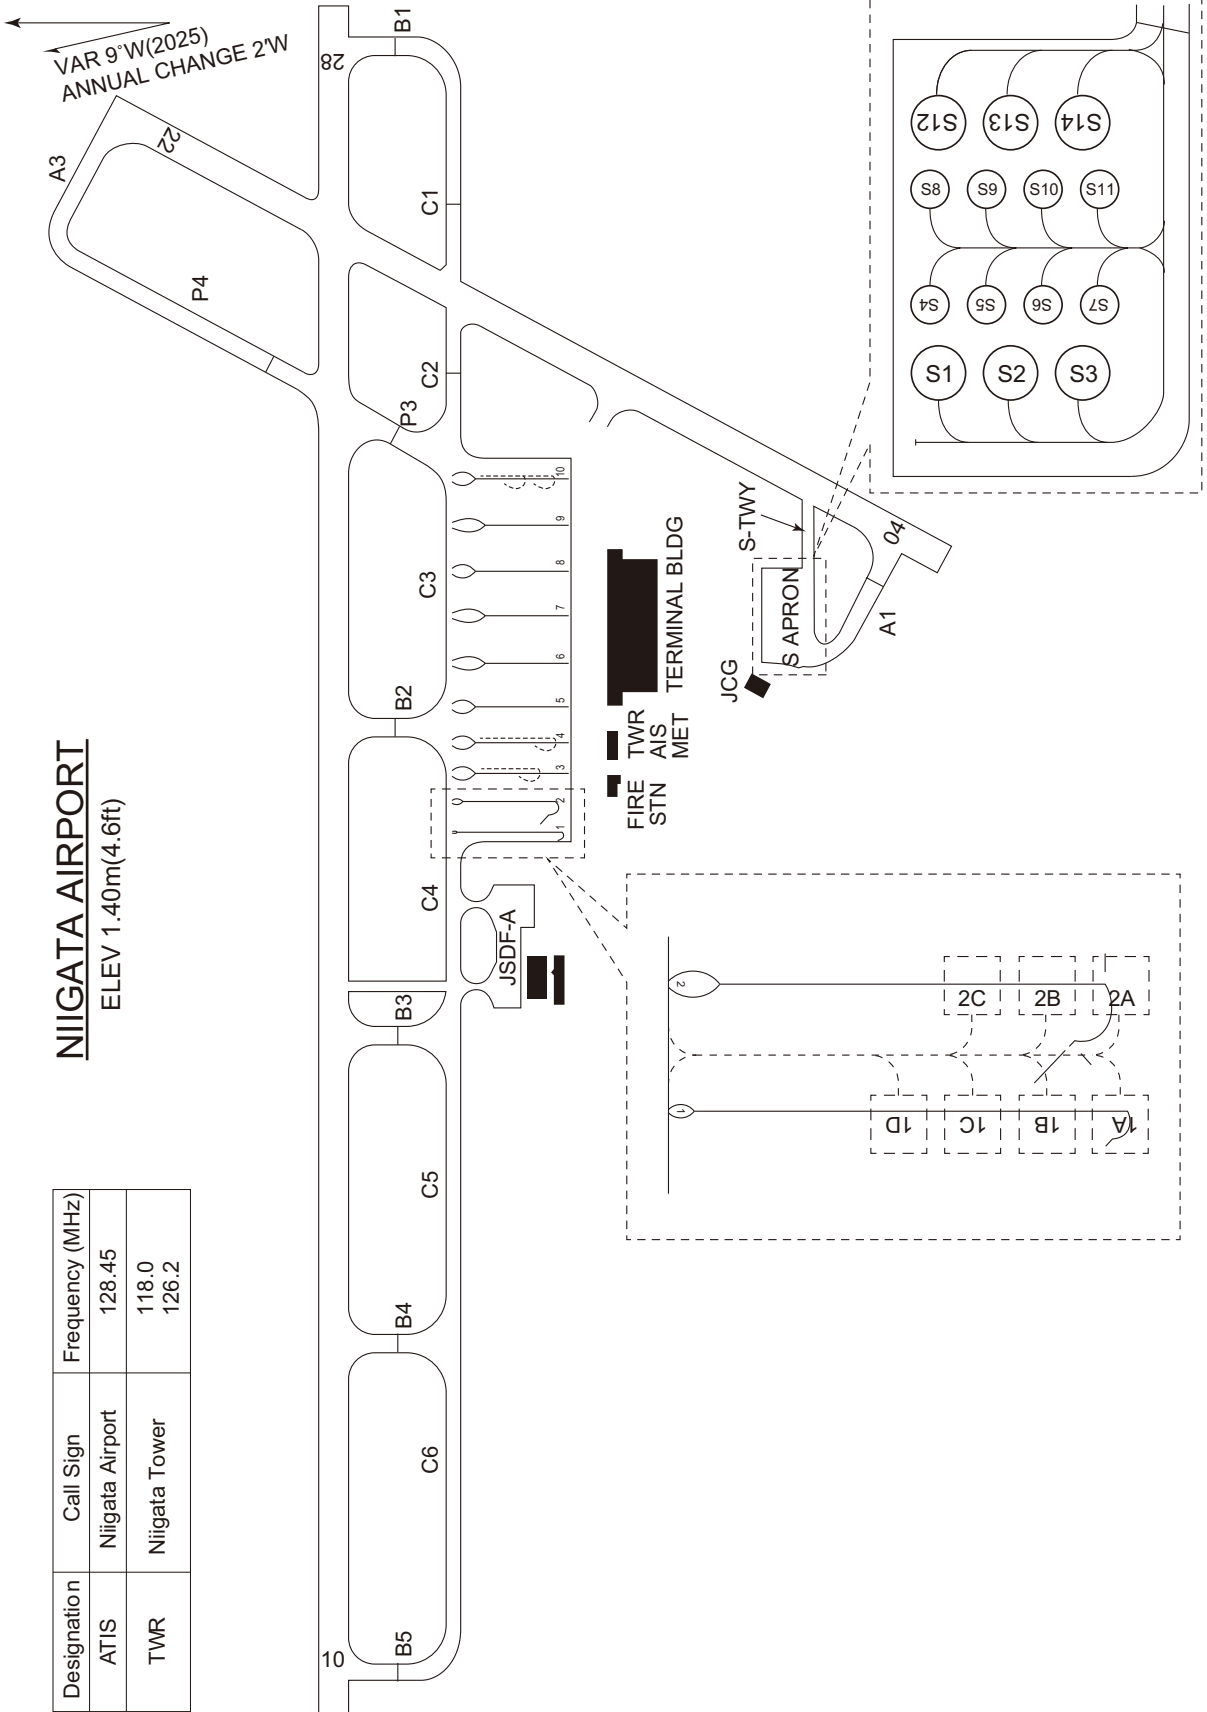 NIIGATA AIRPORT
ELEV 1.40m(4.6ft)
VAR 9°W(2025)
ANNUAL CHANGE 2'W
Designation Call Sign Frequency (MHz)
ATIS Niigata Airport 128.45
TWR Niigata Tower 118.0
126.2
10
28
22
04
A3
P4
B1
C1
C2
P3
C3
B2
C4
B3
C5
B4
C6
B5
A1
1
2
3
4
5
6
7
8
9
10
JSDF-A
FIRE
STN
TWR
AIS
MET
TERMINAL BLDG
JCG
S-TWY
S APRON
S12
S13
S14
S8
S9
S10
S11
S4
S5
S6
S7
S1
S2
S3
2
1
2C
2B
2A
1D
1C
1B
1A